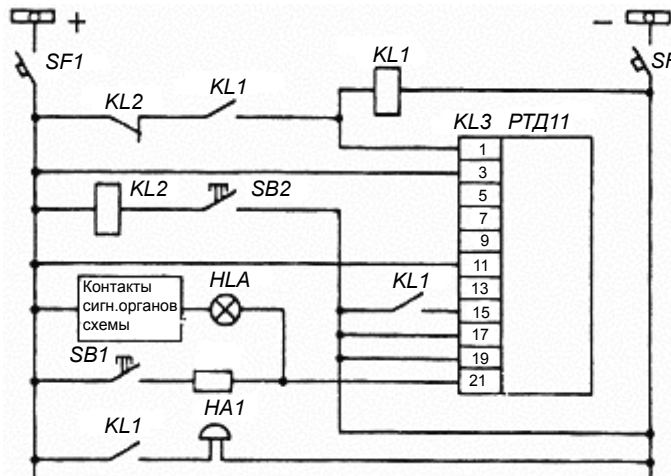 + −
SF1 SF
KL1
KL2 KL1
KL3 РТД11
1
3
KL2 SB2
5
7
9
11
Контакты
сигн.органов
схемы
HLA
KL1
13
15
17
SB1
19
21
KL1 HA1